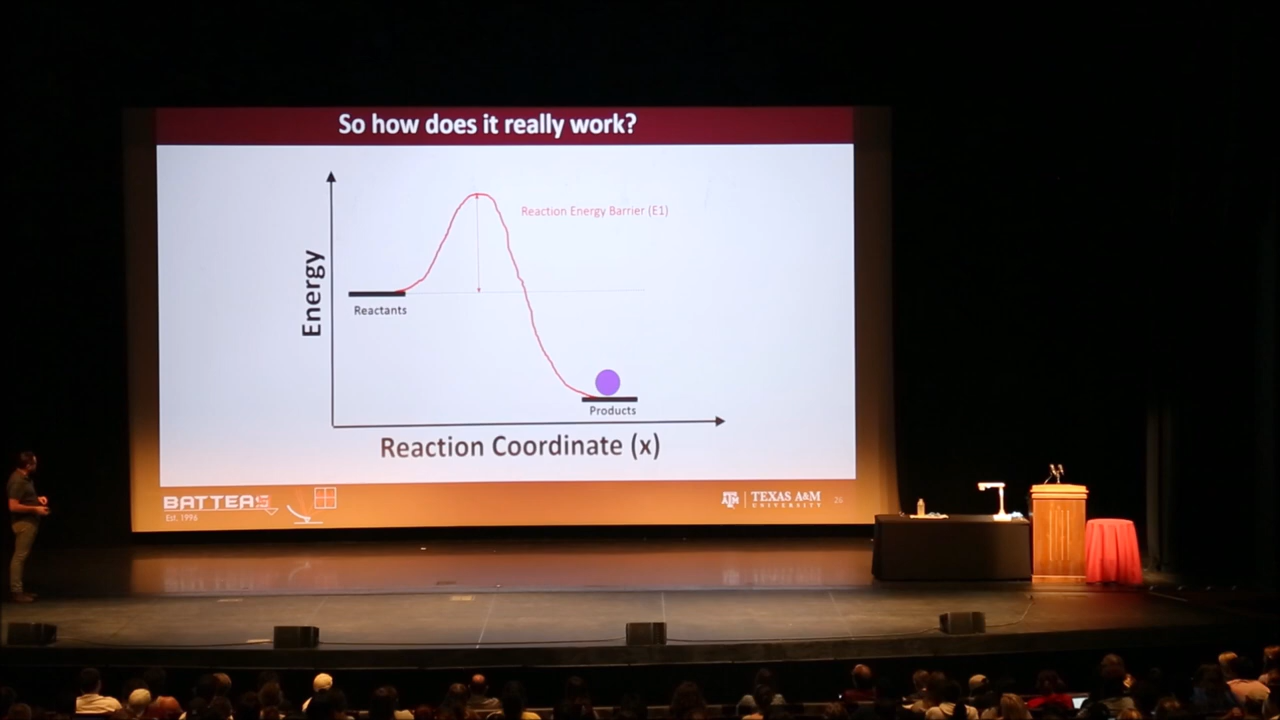 So how does it really work?
Energy
Reaction Energy Barrier (E1)
Reactants
Products
Reaction Coordinate (x)
BATTEAS
Est. 1996
ATM
TEXAS A&M
UNIVERSITY
26